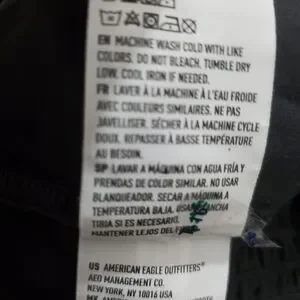 EN MACHINE WASH COLD WITH LIKE
COLORS. DO NOT BLEACH. TUMBLE DRY
LOW. COOL IRON IF NEEDED.
FR LAVER À LA MACHINE À L'EAU FROIDE
AVEC COULEURS SIMILAIRES. NE PAS
JAVELLISER. SÉCHER À LA MACHINE CYCLE
DOUX. REPASSER À BASSE TEMPÉRATURE
AU BESOIN.
SP LAVAR A MÁQUINA CON AGUA FRÍA Y
PRENDAS DE COLOR SIMILAR. NO USAR
BLANQUEADOR. SECAR A MÁQUINA A
TEMPERATURA BAJA. USAR PLANCHA
TIBIA SI ES NECESARIO.
MANTENER LEJOS DEL
US AMERICAN EAGLE OUTFITTERS®
AEO MANAGEMENT CO.
NEW YORK, NY 10016 USA